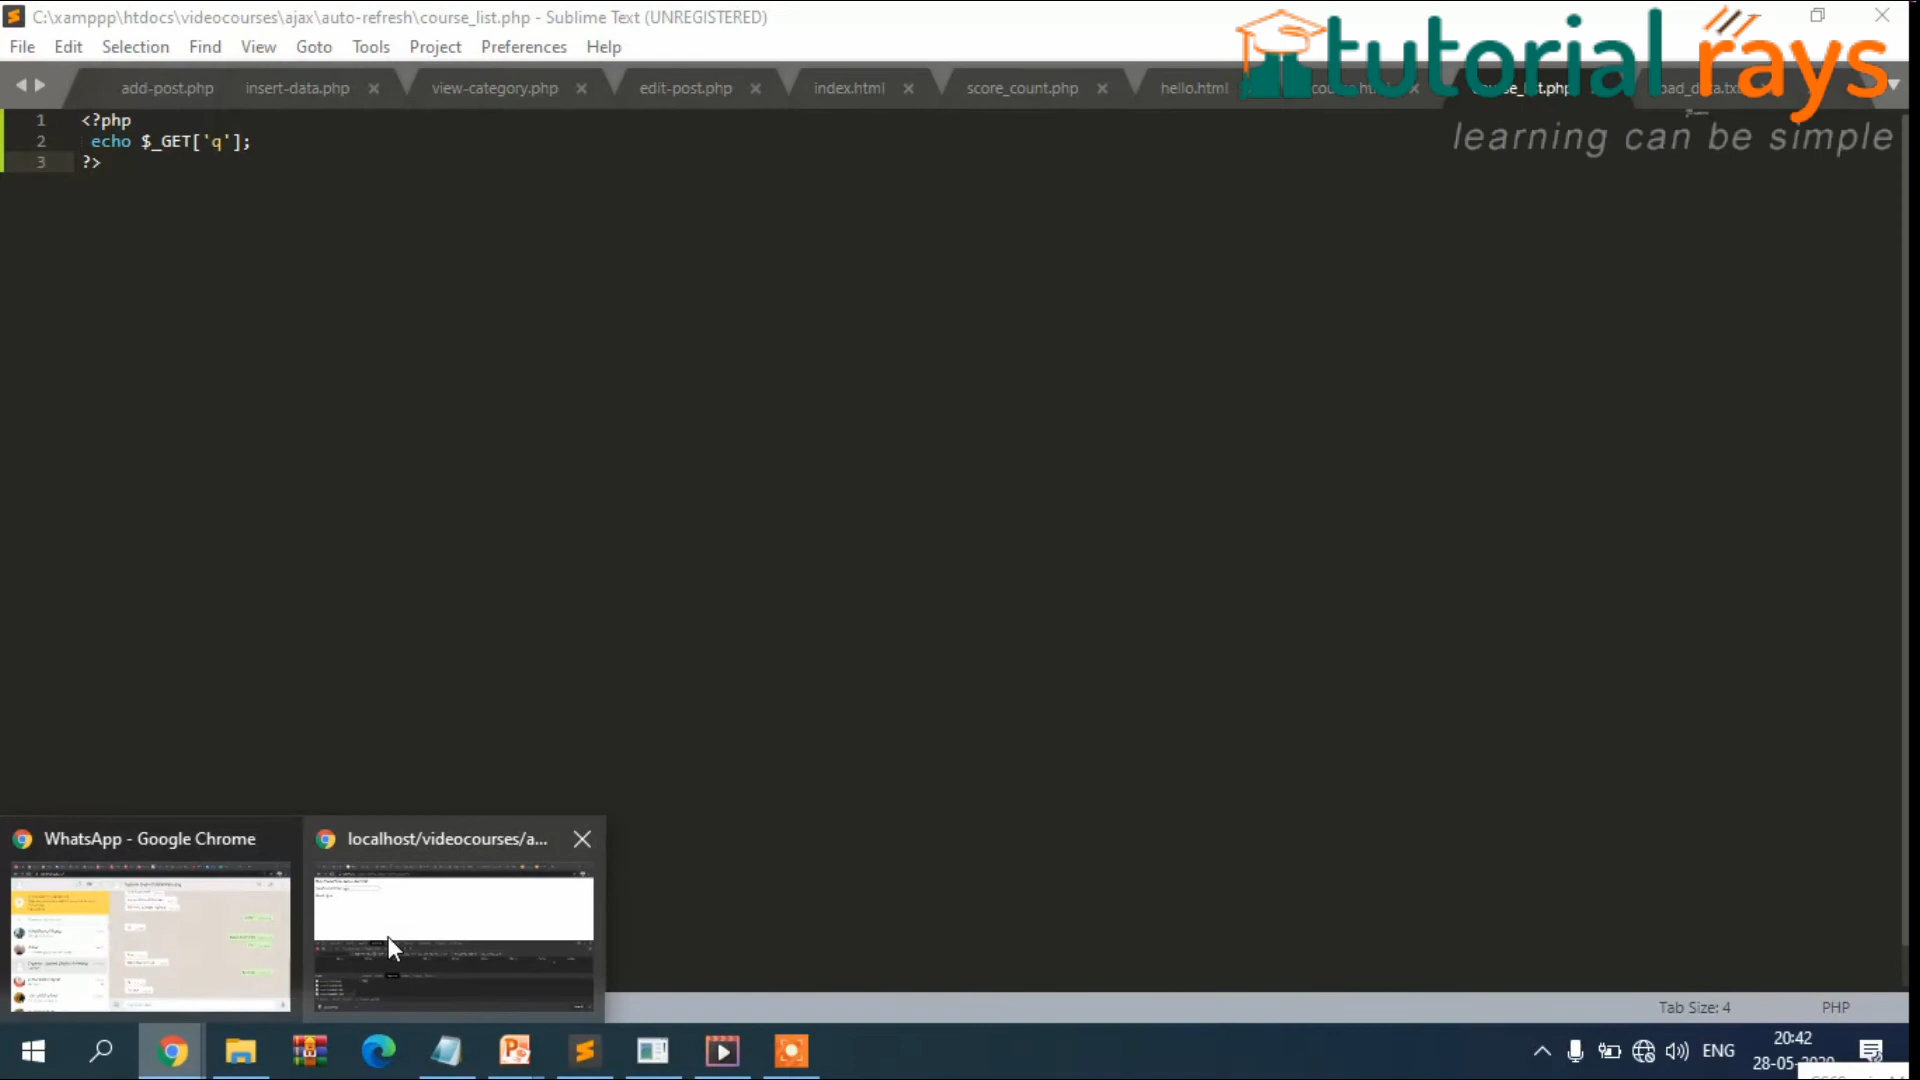 C:\xamppp\htdocs\videocourses\ajax\auto-refresh\course_list.php - Sublime Text (UNREGISTERED)
File Edit Selection Find View Goto Tools Project Preferences Help
tutorial rays
learning can be simple
add-post.php insert-data.php view-category.php edit-post.php index.html score_count.php hello.html
1 <?php
2 echo $_GET['q'];
3 ?>
WhatsApp - Google Chrome
localhost/videocourses/a...
Tab Size: 4 PHP
ENG
20:42
28-05-2020